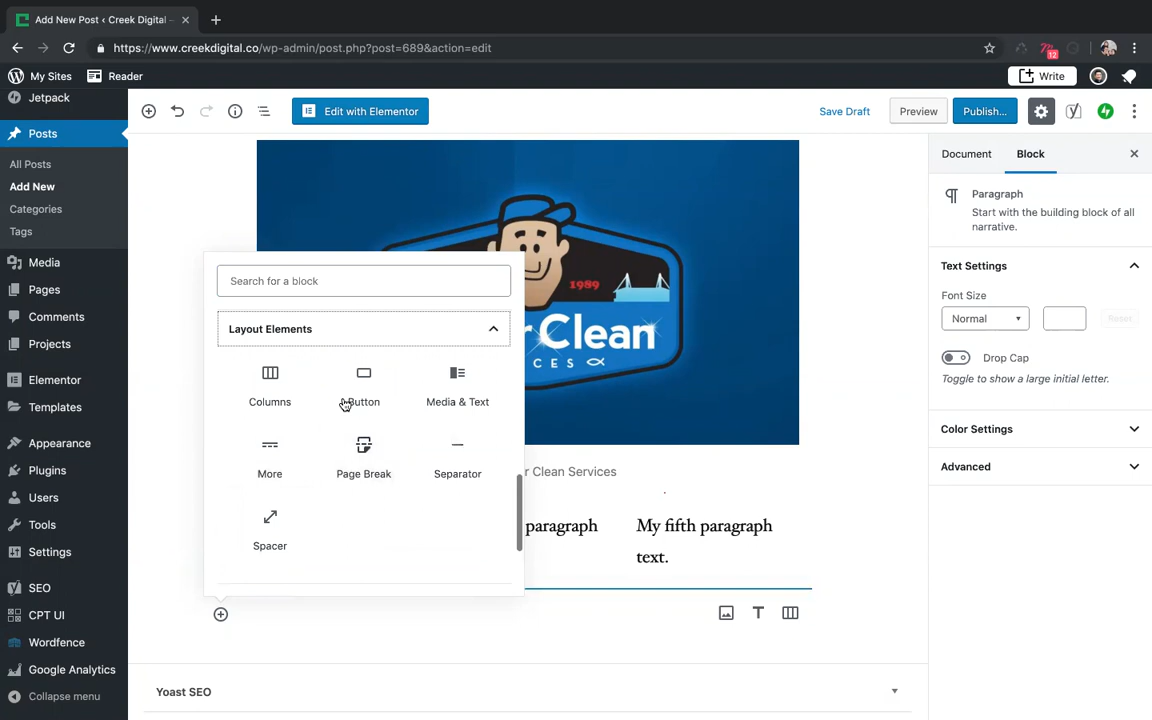 Add New Post ‹ Creek Digital –
https://www.creekdigital.co/wp-admin/post.php?post=689&action=edit
12
My Sites
Reader
Write
Jetpack
Posts
All Posts
Add New
Categories
Tags
Media
Pages
Comments
Projects
Elementor
Templates
Appearance
Plugins
Users
Tools
Settings
SEO
CPT UI
Wordfence
Google Analytics
Collapse menu
Edit with Elementor
Save Draft
Preview
Publish...
1989
Clean
CES
r Clean Services
paragraph
My fifth paragraph
text.
Search for a block
Layout Elements
Columns
Button
Media & Text
More
Page Break
Separator
Spacer
Yoast SEO
Document
Block
Paragraph
Start with the building block of all
narrative.
Text Settings
Font Size
Normal
Reset
Drop Cap
Toggle to show a large initial letter.
Color Settings
Advanced